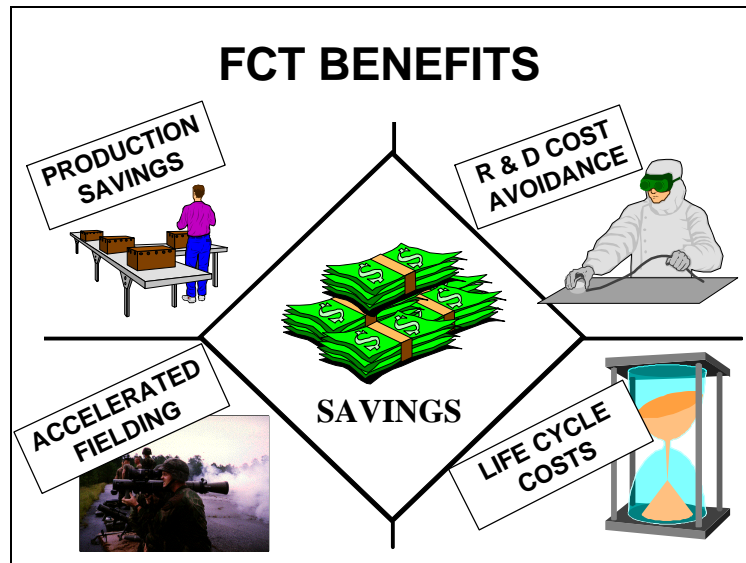 FCT BENEFITS
PRODUCTION
SAVINGS
R & D COST
AVOIDANCE
$
$
$
$
$
$
SAVINGS
ACCELERATED
FIELDING
LIFE CYCLE
COSTS